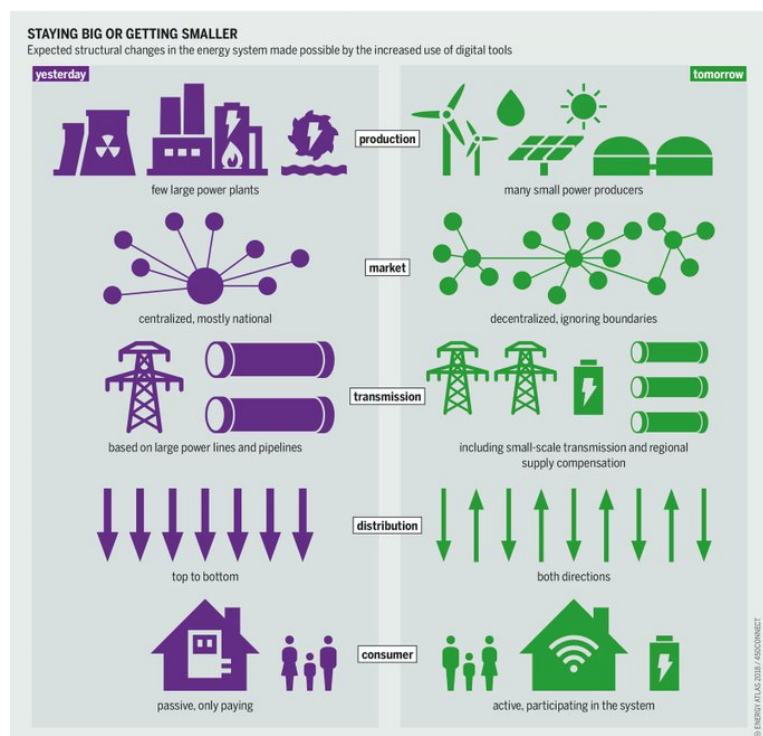 STAYING BIG OR GETTING SMALLER
Expected structural changes in the energy system made possible by the increased use of digital tools
yesterday
tomorrow
production
few large power plants
many small power producers
market
centralized, mostly national
decentralized, ignoring boundaries
transmission
based on large power lines and pipelines
including small-scale transmission and regional
supply compensation
distribution
top to bottom
both directions
consumer
passive, only paying
active, participating in the system
© ENERGY ATLAS 2018 / 450CONNECT